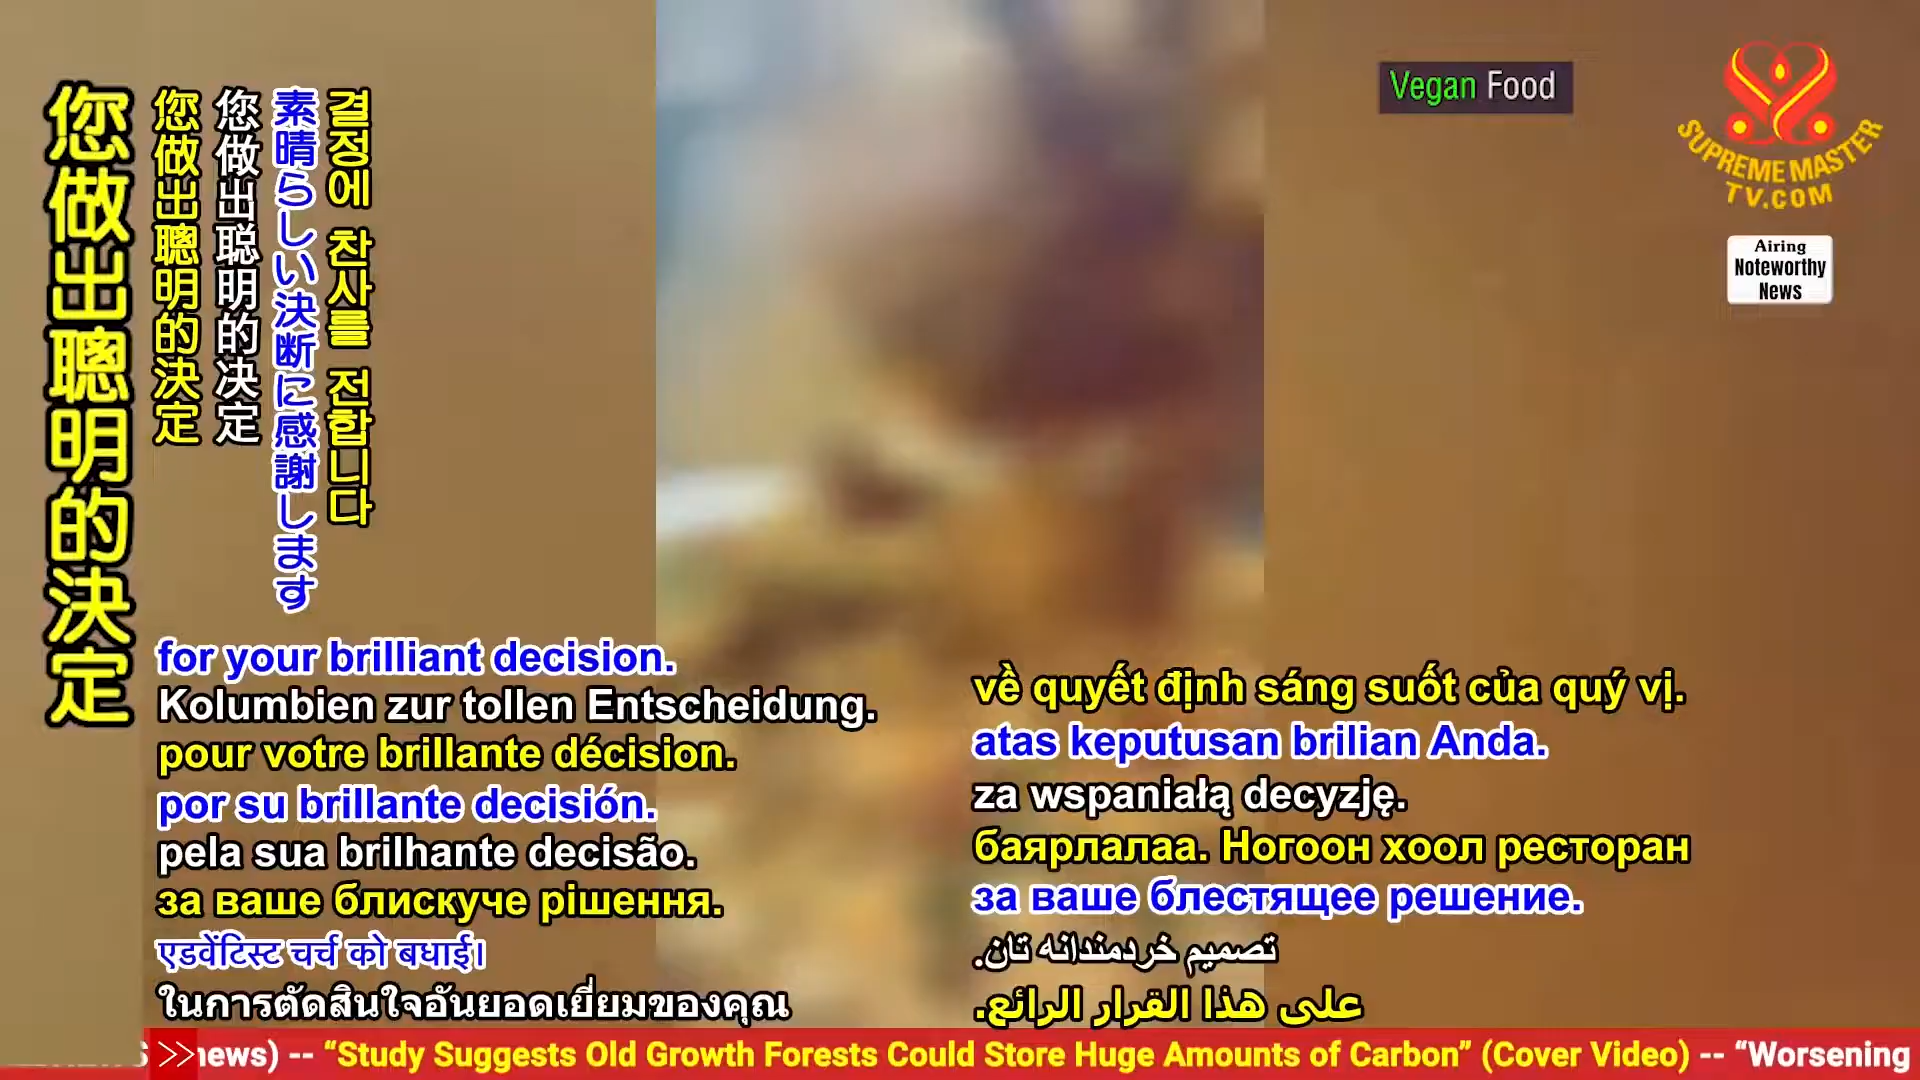 您做出聰明的決定
您做出聰明的決定
您做出聪明的决定
素晴らしい決断に感謝します
결정에 찬사를 전합니다
Vegan Food
SUPREME MASTER
TV.COM
Airing
Noteworthy
News
for your brilliant decision.
Kolumbien zur tollen Entscheidung.
pour votre brillante décision.
por su brillante decisión.
pela sua brilhante decisão.
за ваше блискуче рішення.
एडवेंटिस्ट चर्च को बधाई।
ในการตัดสินใจอันยอดเยี่ยมของคุณ
về quyết định sáng suốt của quý vị.
atas keputusan brilian Anda.
za wspaniałą decyzję.
баярлалаа. Ногоон хоол ресторан
за ваше блестящее решение.
تصمیم خردمندانه تان.
على هذا القرار الرائع.
news) -- “Study Suggests Old Growth Forests Could Store Huge Amounts of Carbon” (Cover Video) -- “Worsening